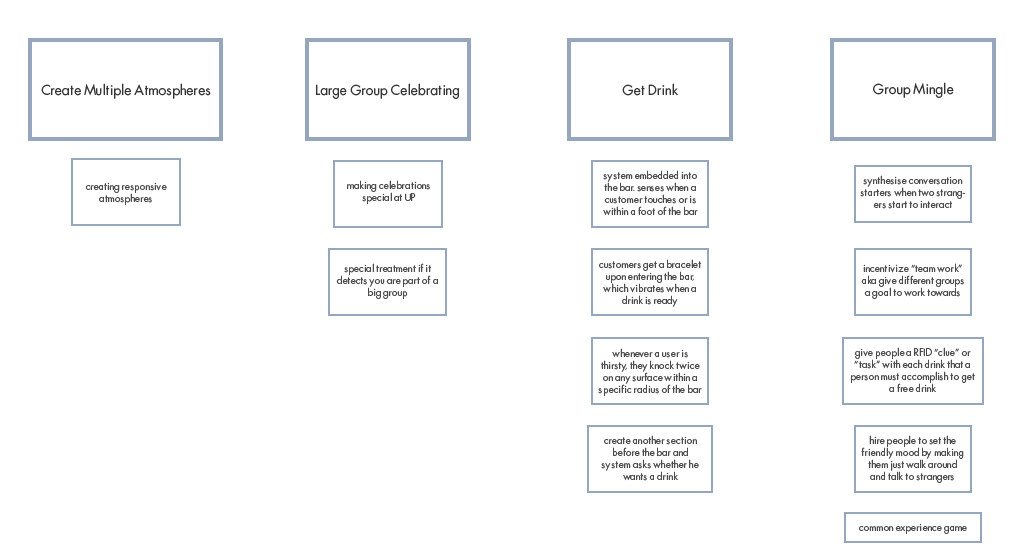 Create Multiple Atmospheres
creating responsive
atmospheres
Large Group Celebrating
making celebrations
special at UP
special treatment if it
detects you are part of a
big group
Get Drink
system embedded into
the bar. senses when a
customer touches or is
within a foot of the bar
customers get a bracelet
upon entering the bar,
which vibrates when a
drink is ready
whenever a user is
thirsty, they knock twice
on any surface within a
specific radius of the bar
create another section
before the bar and
system asks whether he
wants a drink
Group Mingle
synthesise conversation
starters when two strang-
ers start to interact
incentivize "team work"
aka give different groups
a goal to work towards
give people a RFID "clue" or
"task" with each drink that a
person must accomplish to get
a free drink
hire people to set the
friendly mood by making
them just walk around
and talk to strangers
common experience game